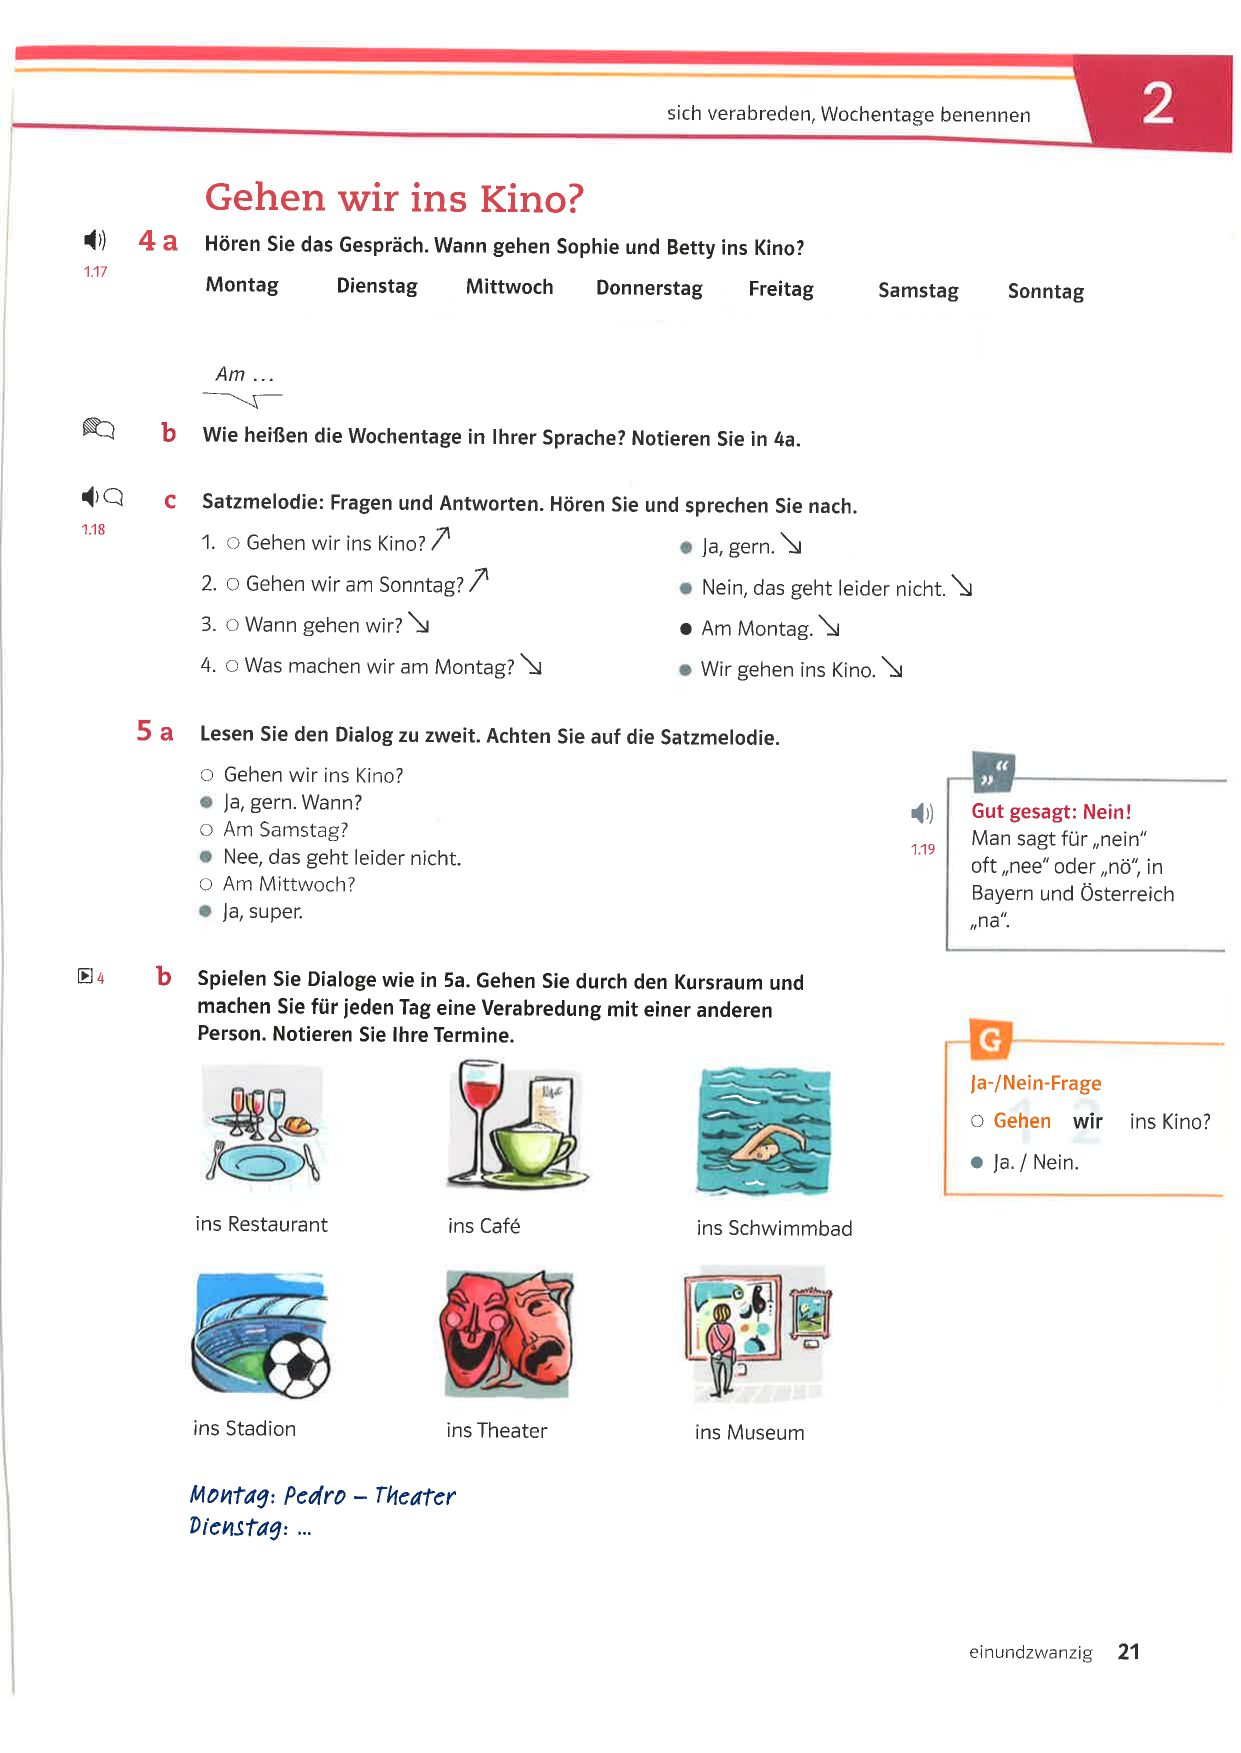 sich verabreden, Wochentage benennen
2
Gehen wir ins Kino?
1.17
4 a Hören Sie das Gespräch. Wann gehen Sophie und Betty ins Kino?
Montag Dienstag Mittwoch Donnerstag Freitag Samstag Sonntag
Am ...
b Wie heißen die Wochentage in Ihrer Sprache? Notieren Sie in 4a.
1.18
c Satzmelodie: Fragen und Antworten. Hören Sie und sprechen Sie nach.
1. ○ Gehen wir ins Kino? ↗ ● Ja, gern. ↘
2. ○ Gehen wir am Sonntag? ↗ ● Nein, das geht leider nicht. ↘
3. ○ Wann gehen wir? ↘ ● Am Montag. ↘
4. ○ Was machen wir am Montag? ↘ ● Wir gehen ins Kino. ↘
5 a Lesen Sie den Dialog zu zweit. Achten Sie auf die Satzmelodie.
○ Gehen wir ins Kino?
● Ja, gern. Wann?
○ Am Samstag?
● Nee, das geht leider nicht.
○ Am Mittwoch?
● Ja, super.
„“
1.19
Gut gesagt: Nein!
Man sagt für „nein“
oft „nee“ oder „nö“, in
Bayern und Österreich
„na“.
4
b Spielen Sie Dialoge wie in 5a. Gehen Sie durch den Kursraum und
machen Sie für jeden Tag eine Verabredung mit einer anderen
Person. Notieren Sie Ihre Termine.
G
Ja-/Nein-Frage
1 2
○ Gehen wir ins Kino?
● Ja. / Nein.
ins Restaurant ins Café ins Schwimmbad
ins Stadion ins Theater ins Museum
Montag: Pedro – Theater
Dienstag: ...
einundzwanzig 21